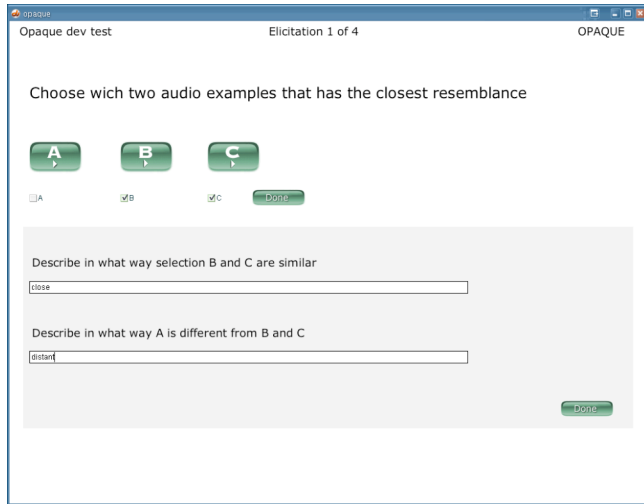 opaque
Opaque dev test Elicitation 1 of 4 OPAQUE
Choose wich two audio examples that has the closest resemblance
A B C
A B C Done
Describe in what way selection B and C are similar
close
Describe in what way A is different from B and C
distant
Done